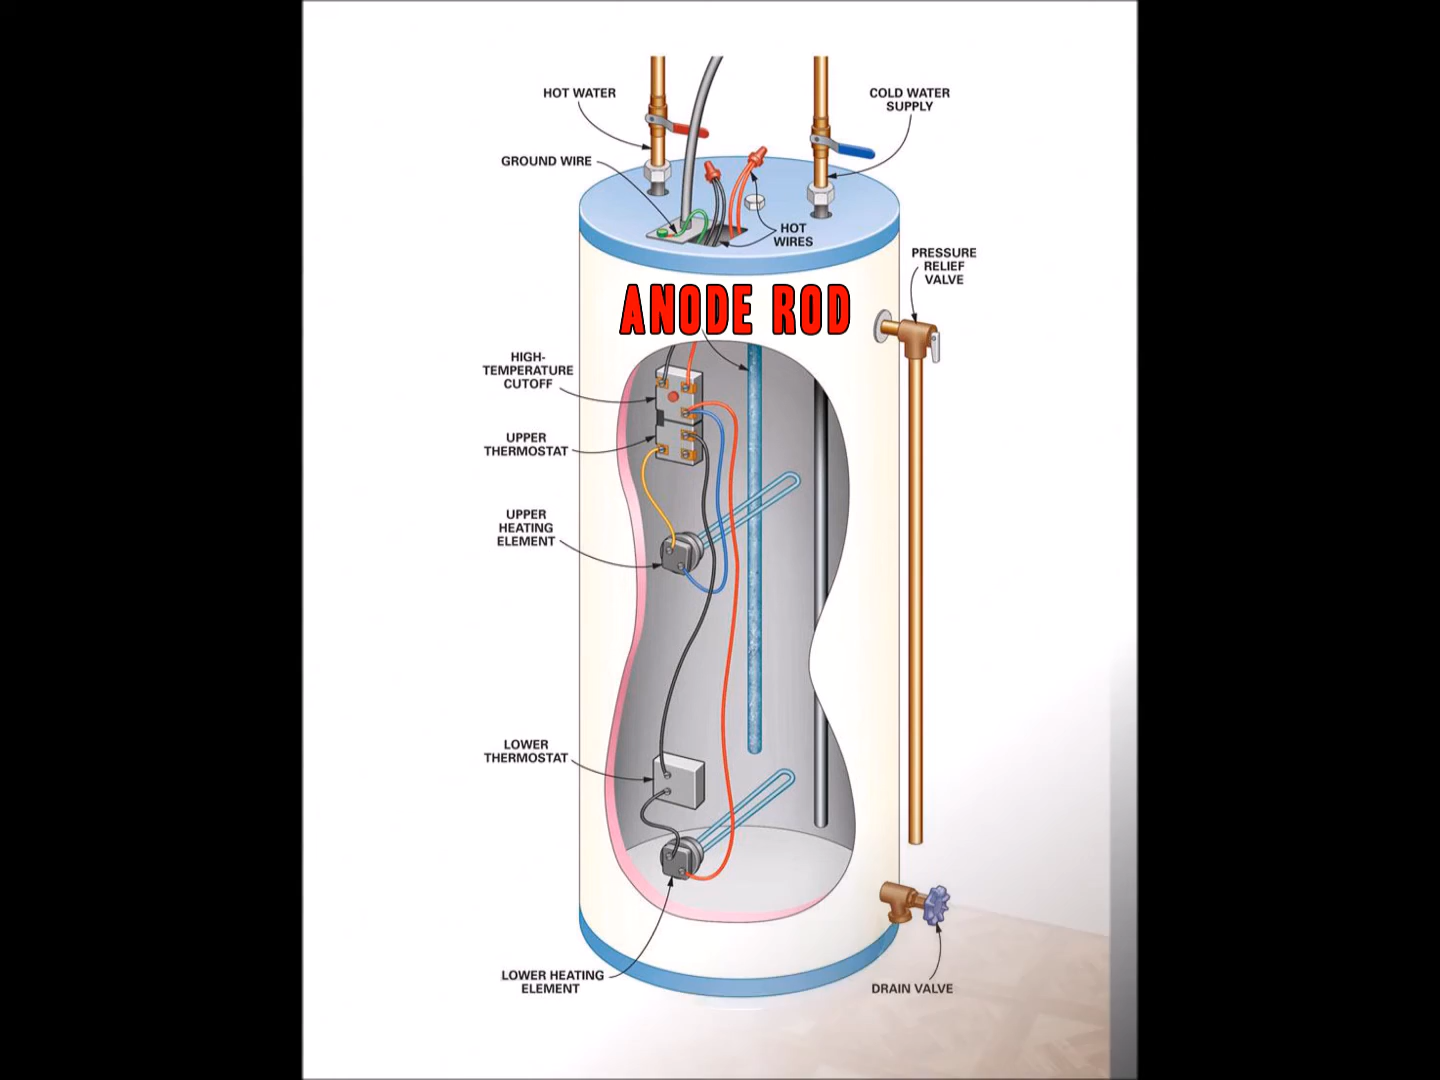 HOT WATER
COLD WATER
SUPPLY
GROUND WIRE
HOT
WIRES
PRESSURE
RELIEF
VALVE
ANODE ROD
HIGH-
TEMPERATURE
CUTOFF
UPPER
THERMOSTAT
UPPER
HEATING
ELEMENT
LOWER
THERMOSTAT
LOWER HEATING
ELEMENT
DRAIN VALVE